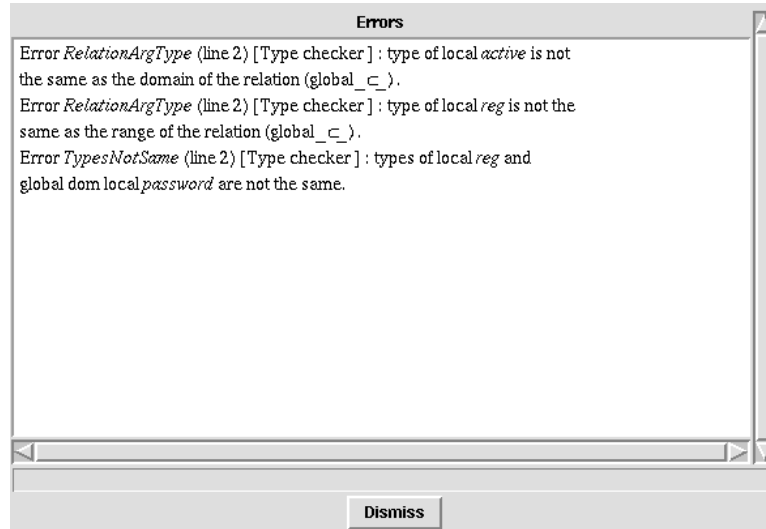 Errors
Error RelationArgType (line 2) [Type checker] : type of local active is not
the same as the domain of the relation (global _ ⊂ _).
Error RelationArgType (line 2) [Type checker] : type of local reg is not the
same as the range of the relation (global _ ⊂ _).
Error TypesNotSame (line 2) [Type checker] : types of local reg and
global dom local password are not the same.
Dismiss